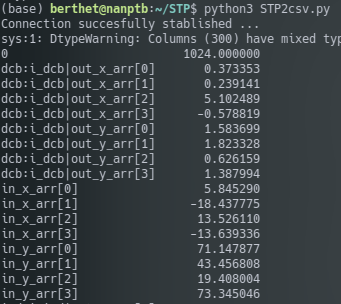 (base) berthet@nanptb:~/STP$ python3 STP2csv.py
Connection succesfully stablished ...
sys:1: DtypeWarning: Columns (300) have mixed typ
0 1024.000000
dcb:i_dcb|out_x_arr[0] 0.373353
dcb:i_dcb|out_x_arr[1] 0.239141
dcb:i_dcb|out_x_arr[2] 5.102489
dcb:i_dcb|out_x_arr[3] -0.578819
dcb:i_dcb|out_y_arr[0] 1.583699
dcb:i_dcb|out_y_arr[1] 1.823328
dcb:i_dcb|out_y_arr[2] 0.626159
dcb:i_dcb|out_y_arr[3] 1.387994
in_x_arr[0] 5.845290
in_x_arr[1] -18.437775
in_x_arr[2] 13.526110
in_x_arr[3] -13.639336
in_y_arr[0] 71.147877
in_y_arr[1] 43.456808
in_y_arr[2] 19.408004
in_y_arr[3] 73.345046